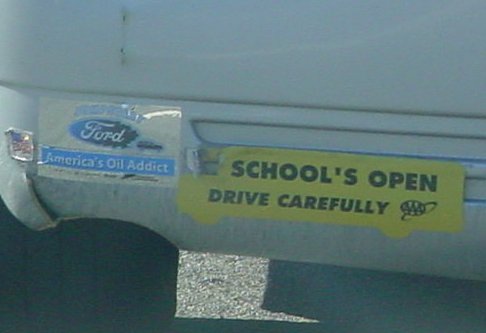 Ford
America's Oil Addict
SCHOOL'S OPEN
DRIVE CAREFULLY
AAA